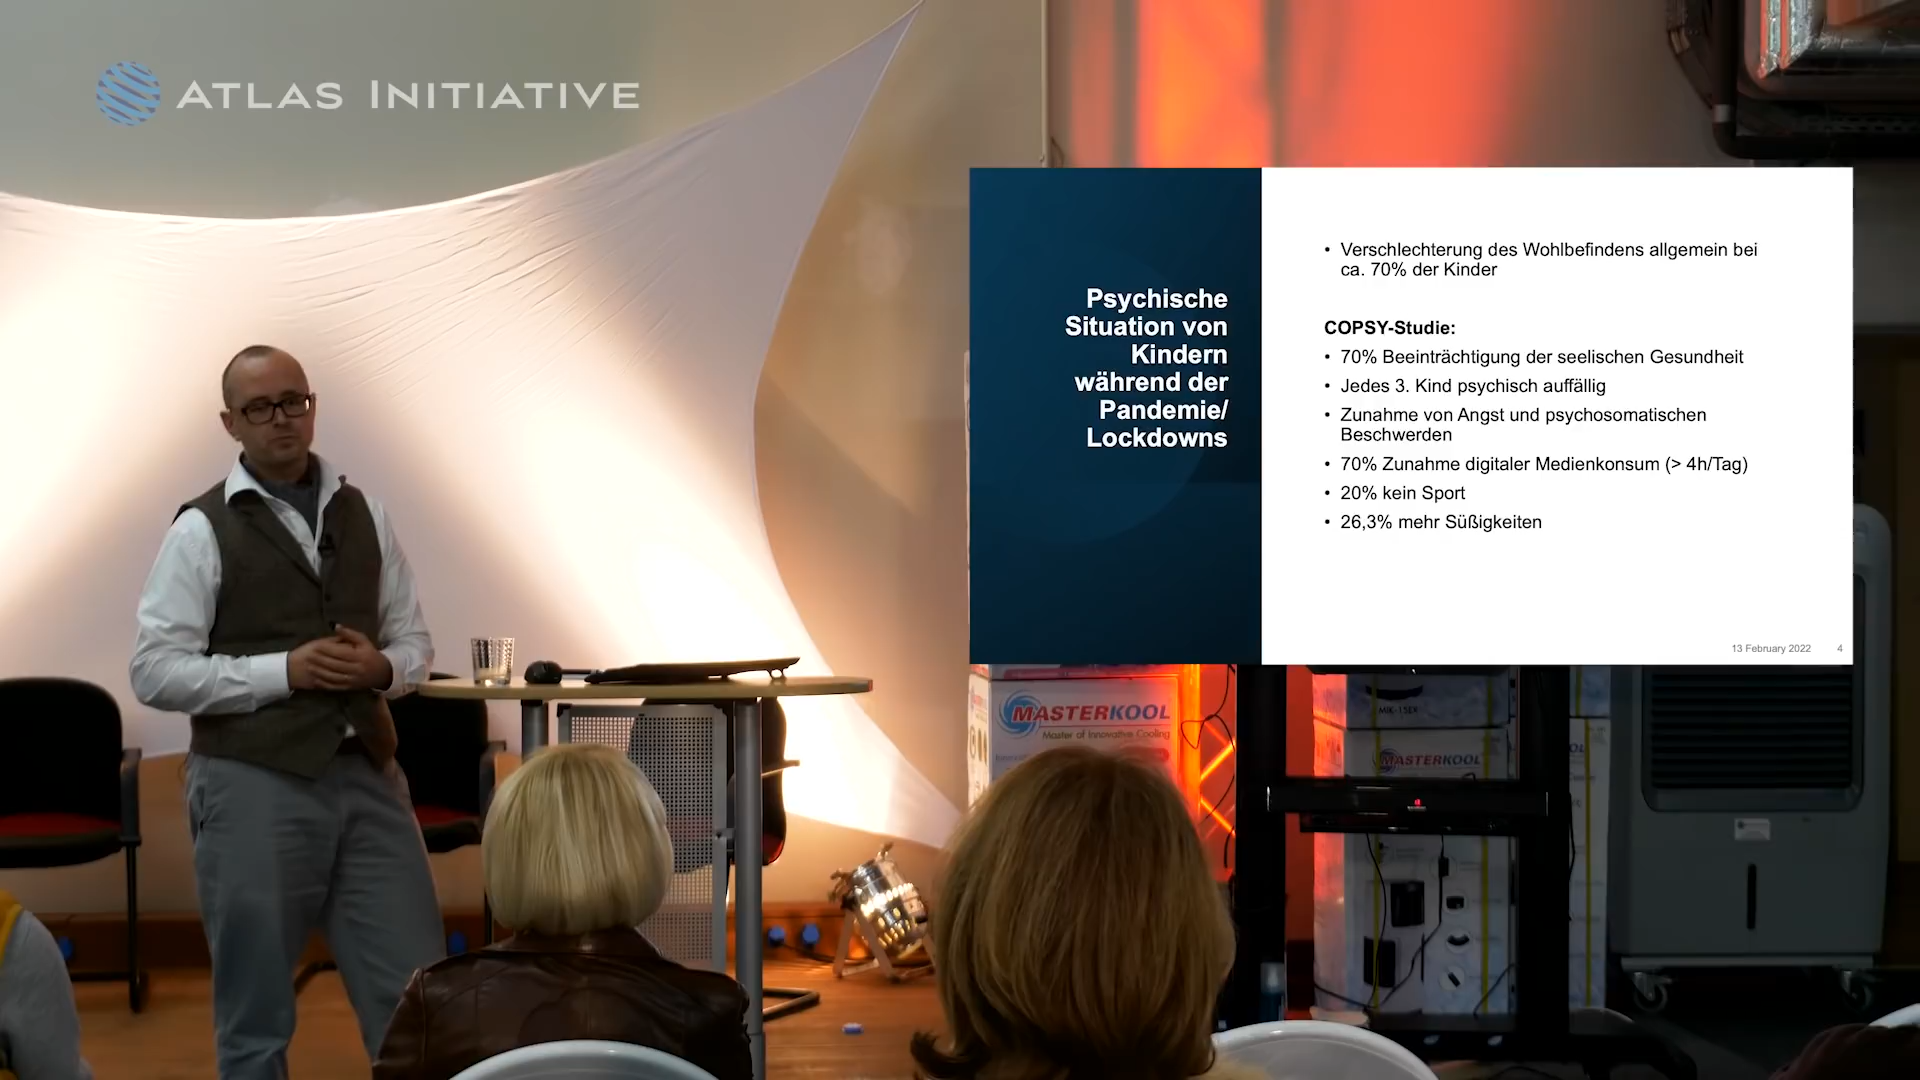 ATLAS INITIATIVE
Psychische
Situation von
Kindern
während der
Pandemie/
Lockdowns
• Verschlechterung des Wohlbefindens allgemein bei
ca. 70% der Kinder
COPSY-Studie:
• 70% Beeinträchtigung der seelischen Gesundheit
• Jedes 3. Kind psychisch auffällig
• Zunahme von Angst und psychosomatischen
Beschwerden
• 70% Zunahme digitaler Medienkonsum (> 4h/Tag)
• 20% kein Sport
• 26,3% mehr Süßigkeiten
13 February 2022 4
MASTERKOOL
Master of Innovative Cooling
MASTERKOOL